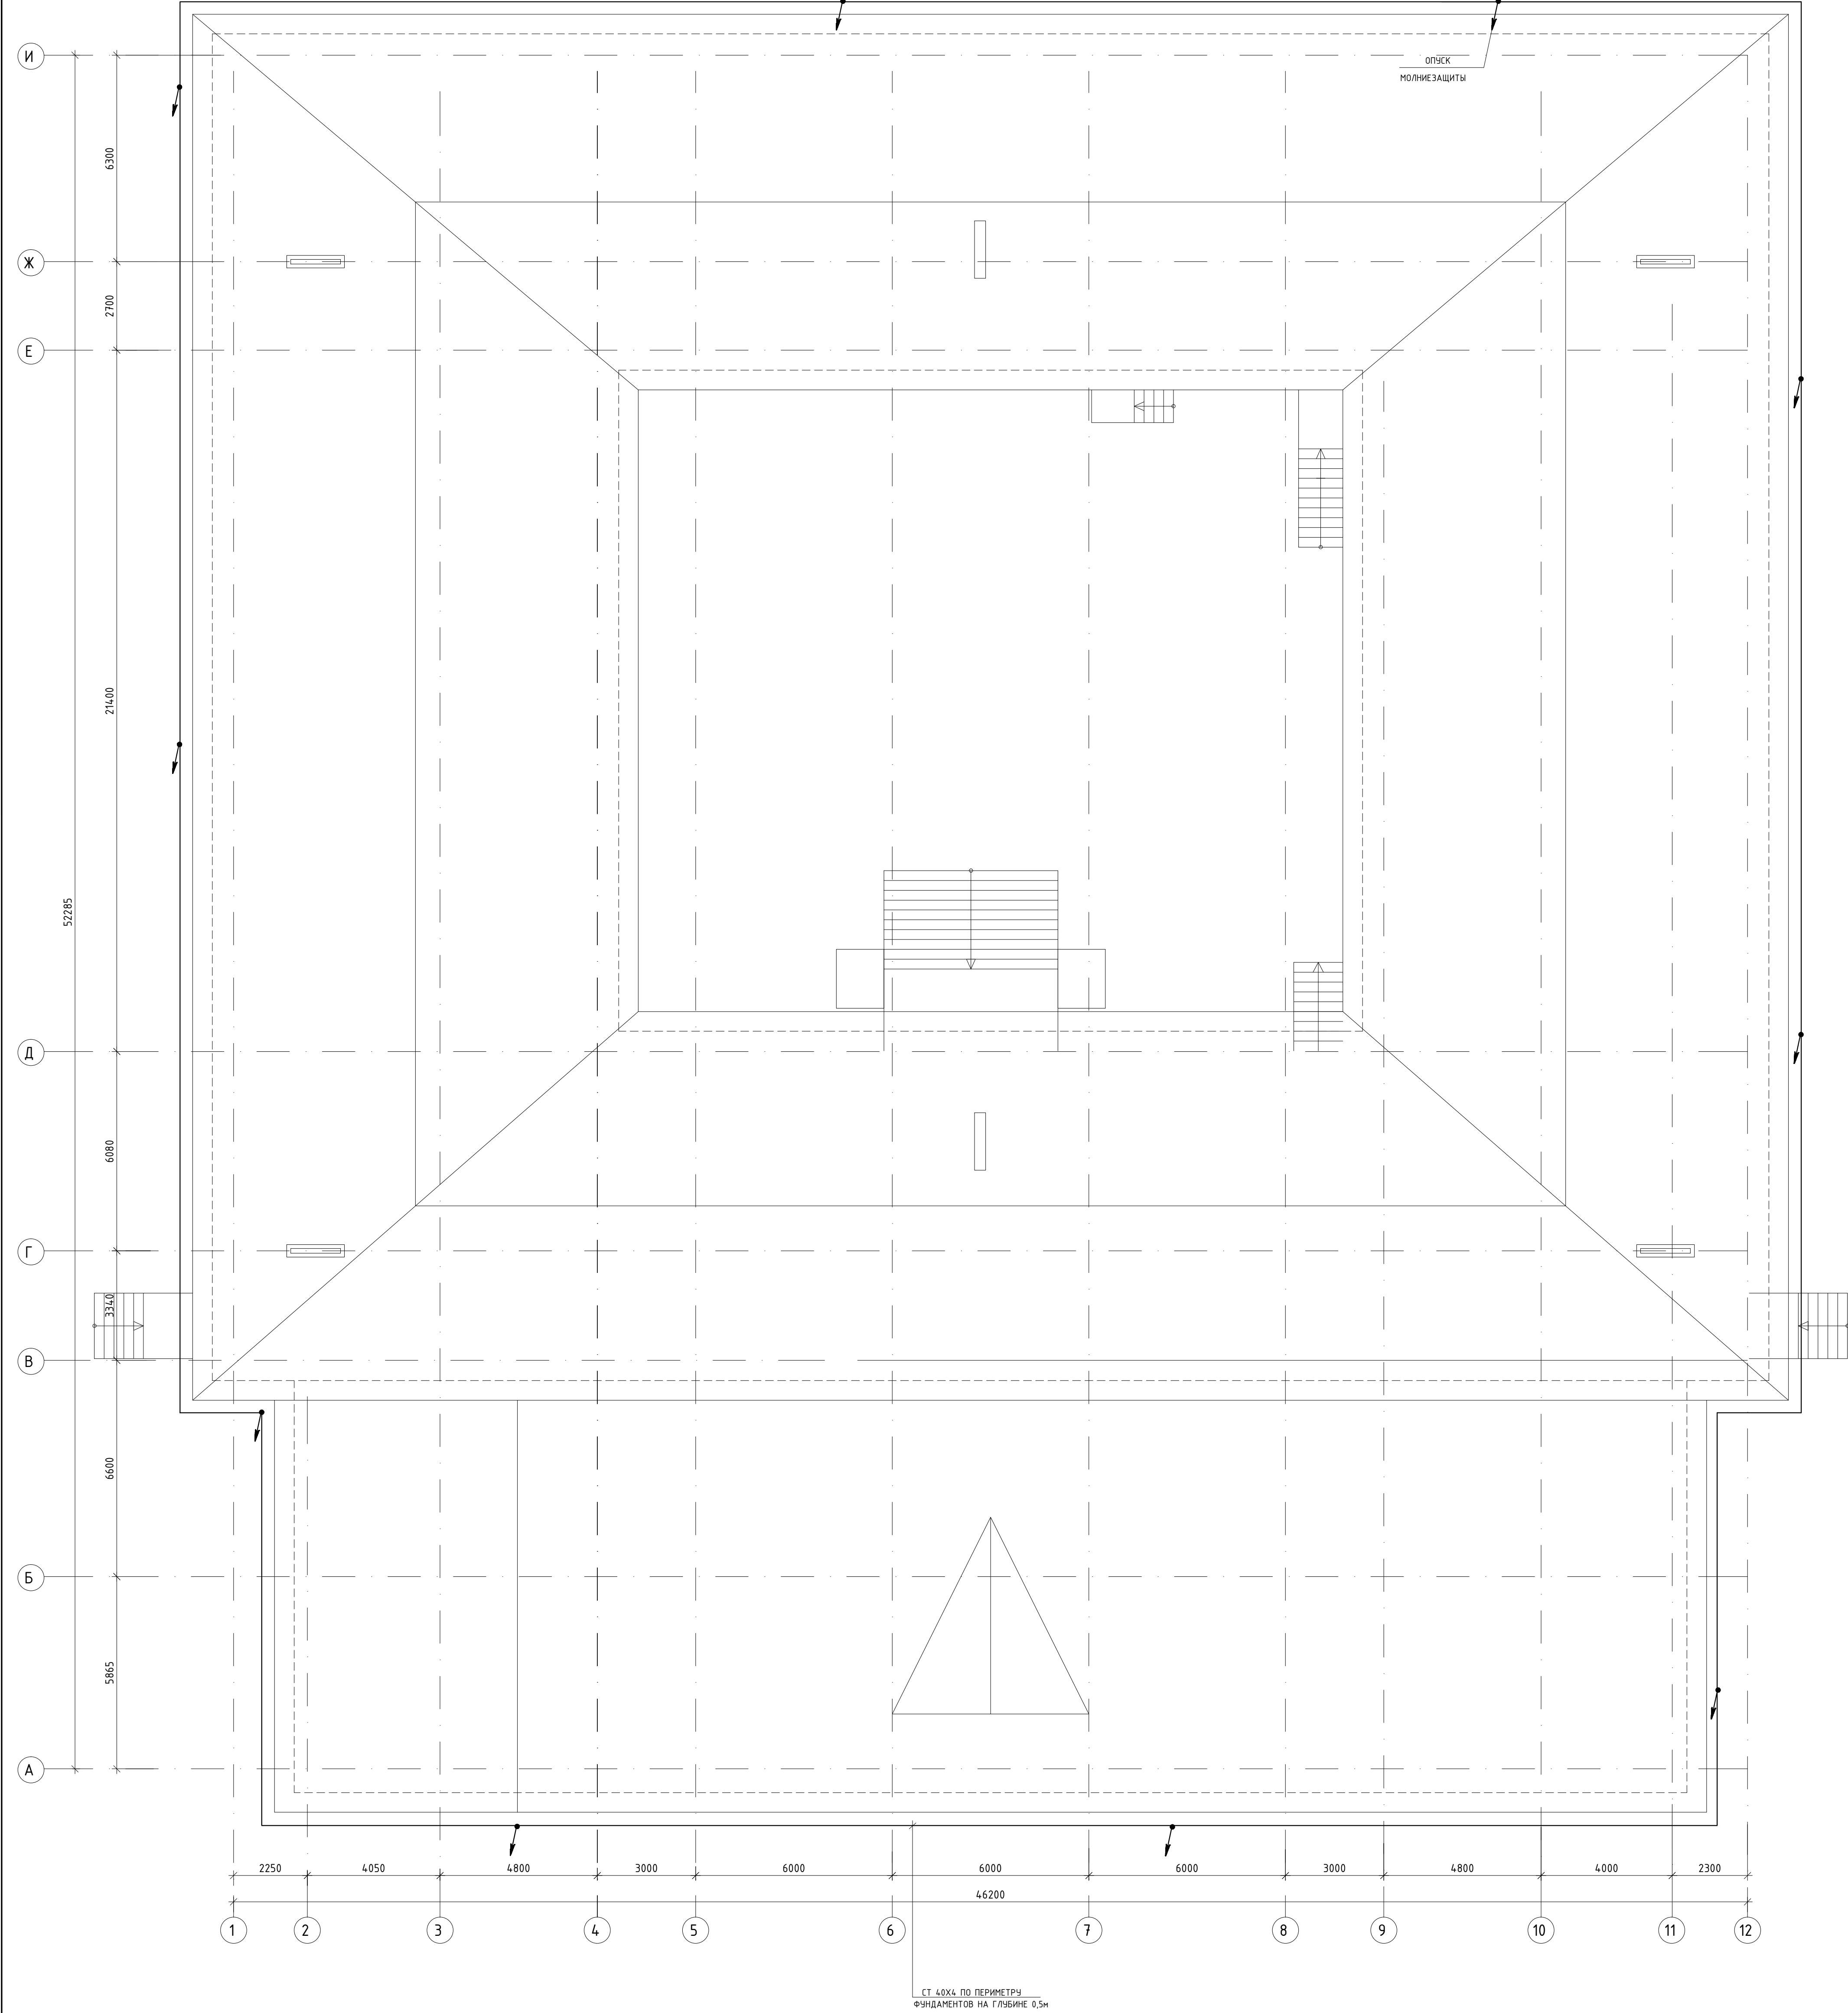 И
ОПУСК
МОЛНИЕЗАЩИТЫ
6300
Ж
2700
Е
21400
52285
Д
6080
Г
3340
В
6600
Б
5865
А
2250 4050 4800 3000 6000 6000 6000 3000 4800 4000 2300
46200
1 2 3 4 5 6 7 8 9 10 11 12
СТ 40Х4 ПО ПЕРИМЕТРУ
ФУНДАМЕНТОВ НА ГЛУБИНЕ 0,5м